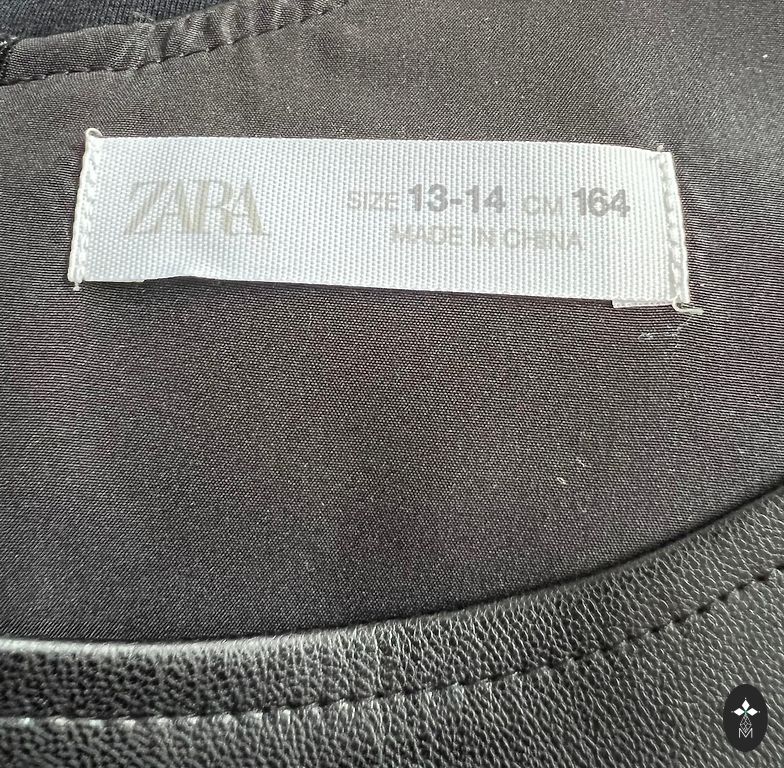 ZARA
SIZE 13-14 CM 164
MADE IN CHINA
M